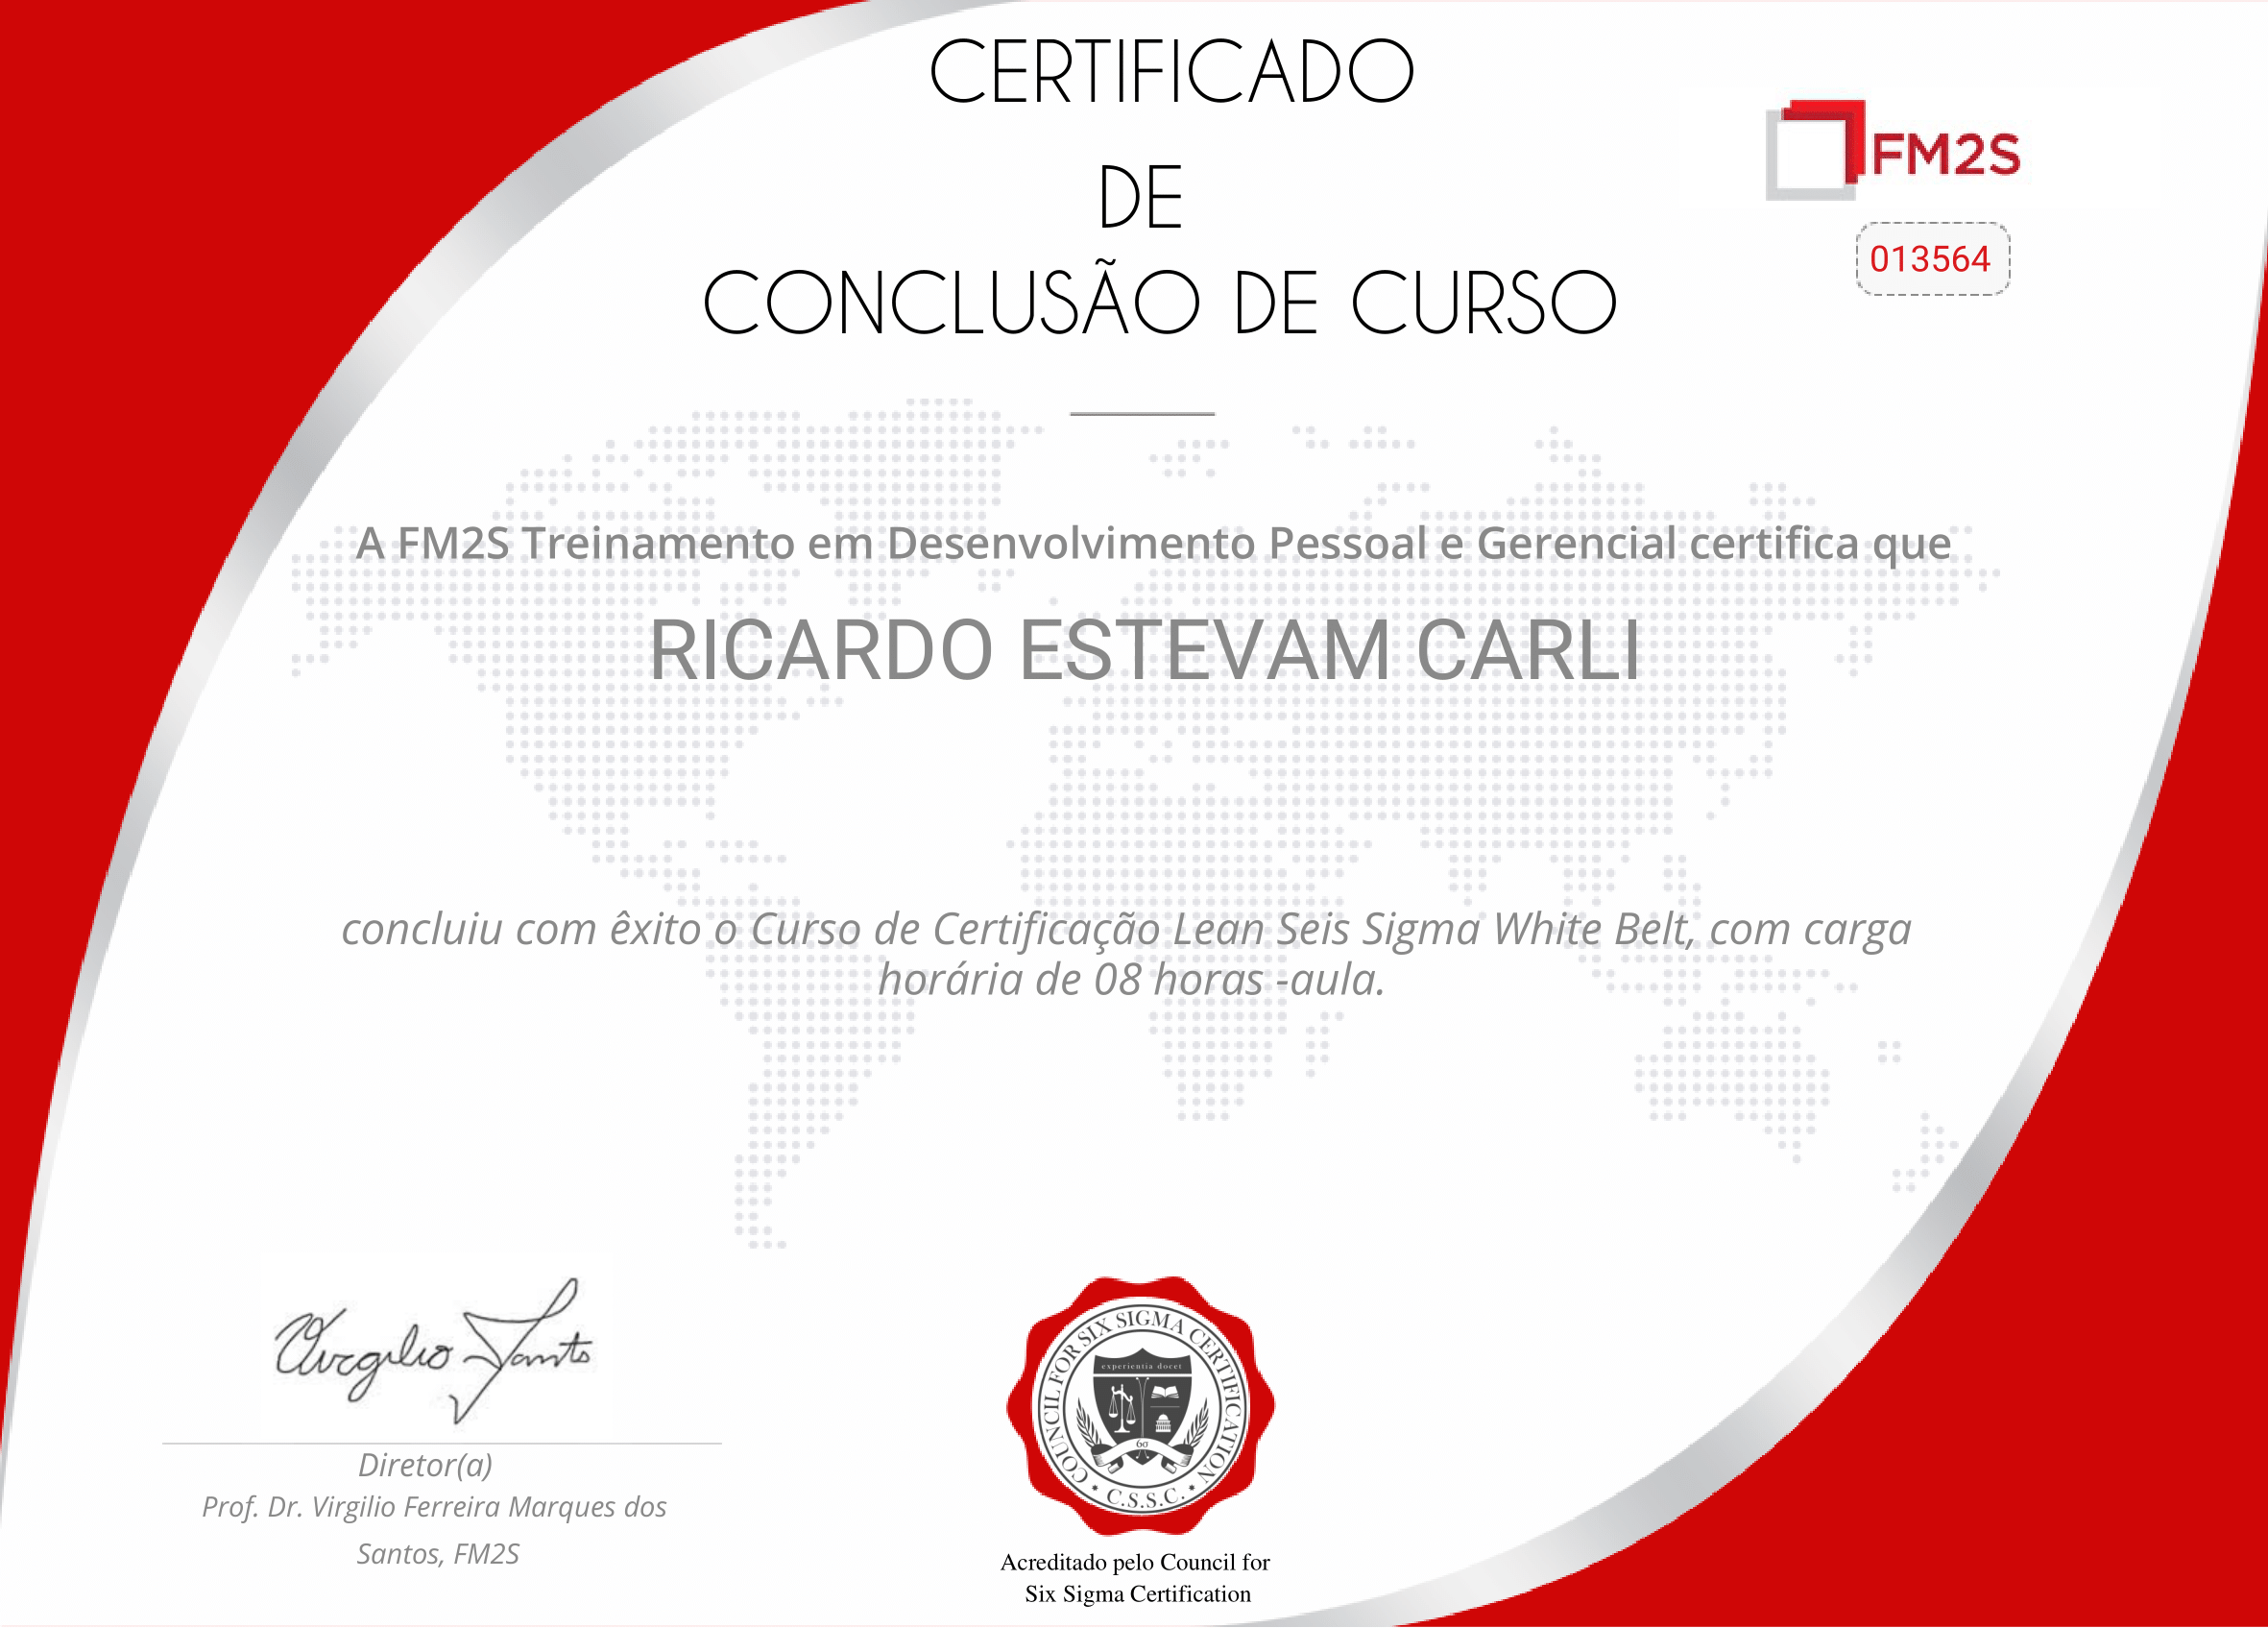 CERTIFICADO
DE
CONCLUSÃO DE CURSO
FM2S
013564
A FM2S Treinamento em Desenvolvimento Pessoal e Gerencial certifica que
RICARDO ESTEVAM CARLI
concluiu com êxito o Curso de Certificação Lean Seis Sigma White Belt, com carga
horária de 08 horas -aula.
Virgilio Santos
Diretor(a)
Prof. Dr. Virgilio Ferreira Marques dos
Santos, FM2S
COUNCIL FOR SIX SIGMA CERTIFICATION
experientia docet
6σ
• C.S.S.C. •
Acreditado pelo Council for
Six Sigma Certification